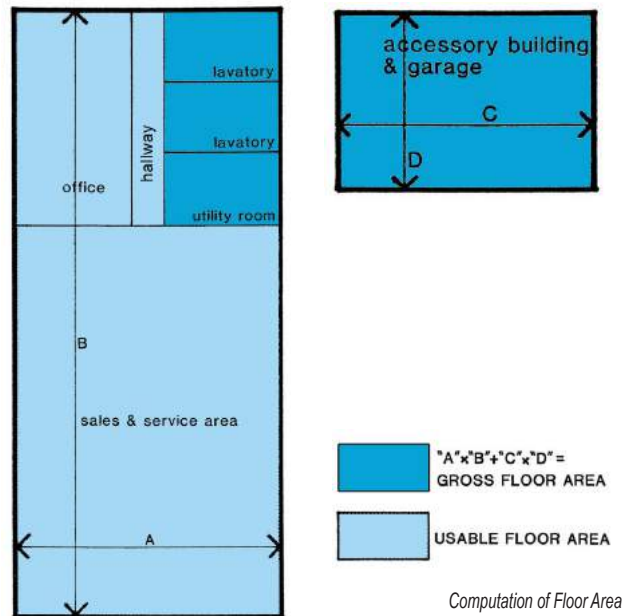 lavatory
lavatory
hallway
office
utility room
B
sales & service area
A
accessory building
& garage
C
D
"A"x"B"+"C"x"D"=
GROSS FLOOR AREA
USABLE FLOOR AREA
Computation of Floor Area